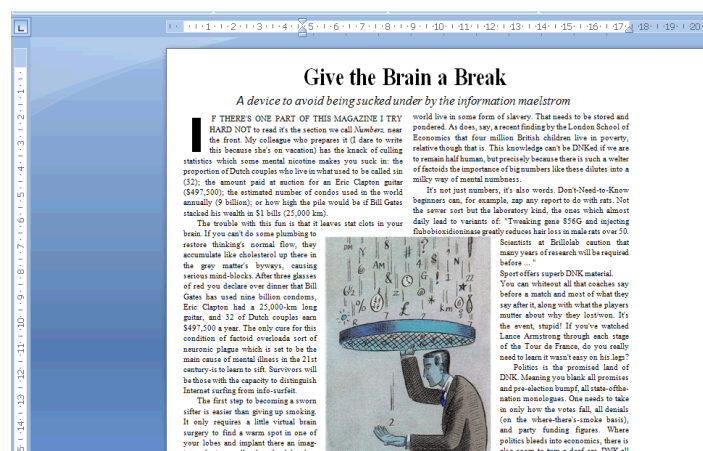 L
1 2 3 4 5 6 7 8 9 10 11 12 13 14 15 16 17 18 19 20
Give the Brain a Break
A device to avoid being sucked under by the information maelstrom
IF THERE'S ONE PART OF THIS MAGAZINE I TRY
HARD NOT to read it's the section we call Numbers, near
the front. My colleague who prepares it (I dare to write
this because she's on vacation) has the knack of culling
statistics which some mental nicotine makes you suck in: the
proportion of Dutch couples who live in what used to be called sin
(32); the amount paid at auction for an Eric Clapton guitar
($497,500); the estimated number of condos used in the world
annually (9 billion); or how high the pile would be if Bill Gates
stacked his wealth in $1 bills (25,000 km).
The trouble with this fun is that it leaves stat clots in your
brain. If you can't do some plumbing to
restore thinking's normal flow, they
accumulate like cholesterol up there in
the grey matter's byways, causing
serious mind-blocks. After three glasses
of red you declare over dinner that Bill
Gates has used nine billion condoms,
Eric Clapton had a 25,000-km long
guitar, and 32 of Dutch couples earn
$497,500 a year. The only cure for this
condition of factoid overloada sort of
neuronic plague which is set to be the
main cause of mental illness in the 21st
century-is to learn to sift. Survivors will
be those with the capacity to distinguish
Internet surfing from info-surfeit.
The first step to becoming a sworn
sifter is easier than giving up smoking.
It only requires a little virtual brain
surgery to find a warm spot in one of
your lobes and implant there an imag-
world live in some form of slavery. That needs to be stored and
pondered. As does, say, a recent finding by the London School of
Economics that four million British children live in poverty,
relative though that is. This knowledge can't be DNKed if we are
to remain half human, but precisely because there is such a welter
of factoids the importance of big numbers like these dilutes into a
milky way of mental numbness.
It's not just numbers, it's also words. Don't-Need-to-Know
beginners can, for example, zap any report to do with rats. Not
the sewer sort but the laboratory kind, the ones which almost
daily lead to variants of: "Tweaking gene 856G and injecting
flubobioxidioninase greatly reduces hair loss in male rats over 50.
Scientists at Brillolab caution that
many years of research will be required
before ... "
Sport offers superb DNK material.
You can whiteout all that coaches say
before a match and most of what they
say after it, along with what the players
mutter about why they lost/won. It's
the event, stupid! If you've watched
Lance Armstrong through each stage
of the Tour de France, do you really
need to learn it wasn't easy on his.legs?
Politics is the promised land of
DNK. Meaning you blank all promises
and pre-election bumpf, all state-ofthe-
nation monologues. One needs to take
in only how the votes fall, all denials
(on the where-there's-smoke basis),
and party funding figures. Where
politics bleeds into economics, there is